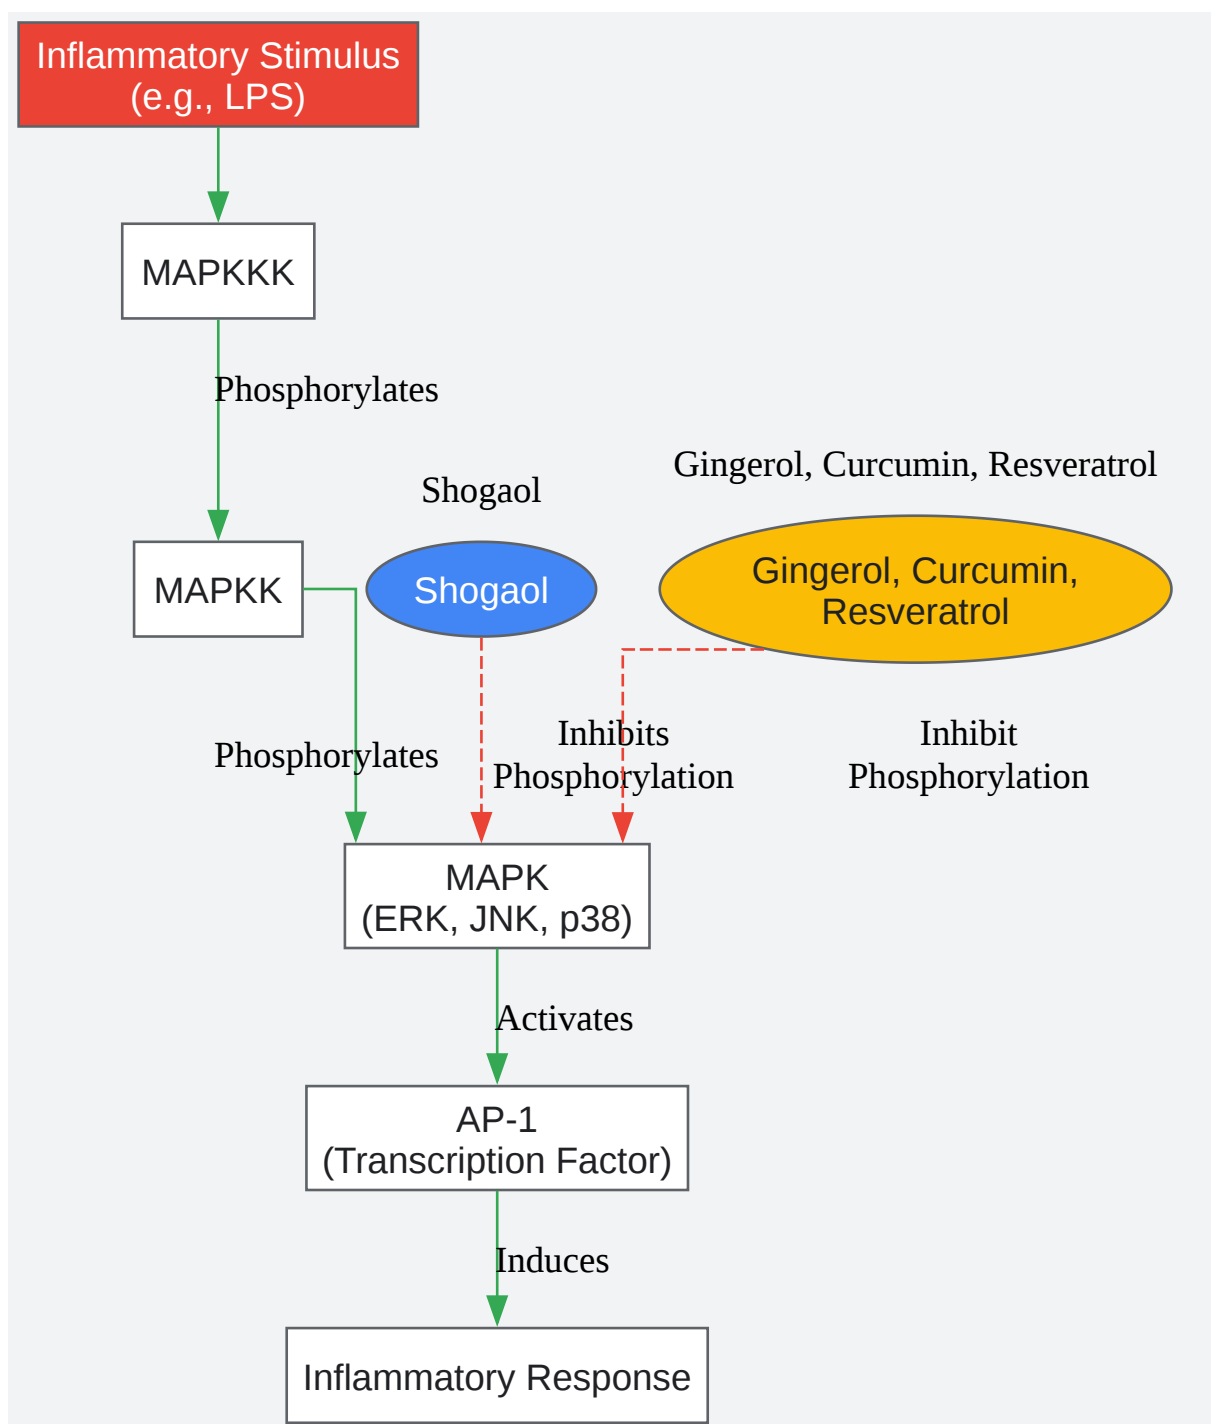 Inflammatory Stimulus
(e.g., LPS)
MAPKKK
Phosphorylates
Gingerol, Curcumin, Resveratrol
Shogaol
MAPKK
Shogaol
Gingerol, Curcumin,
Resveratrol
Phosphorylates
Inhibits
Phosphorylation
Inhibit
Phosphorylation
MAPK
(ERK, JNK, p38)
Activates
AP-1
(Transcription Factor)
Induces
Inflammatory Response